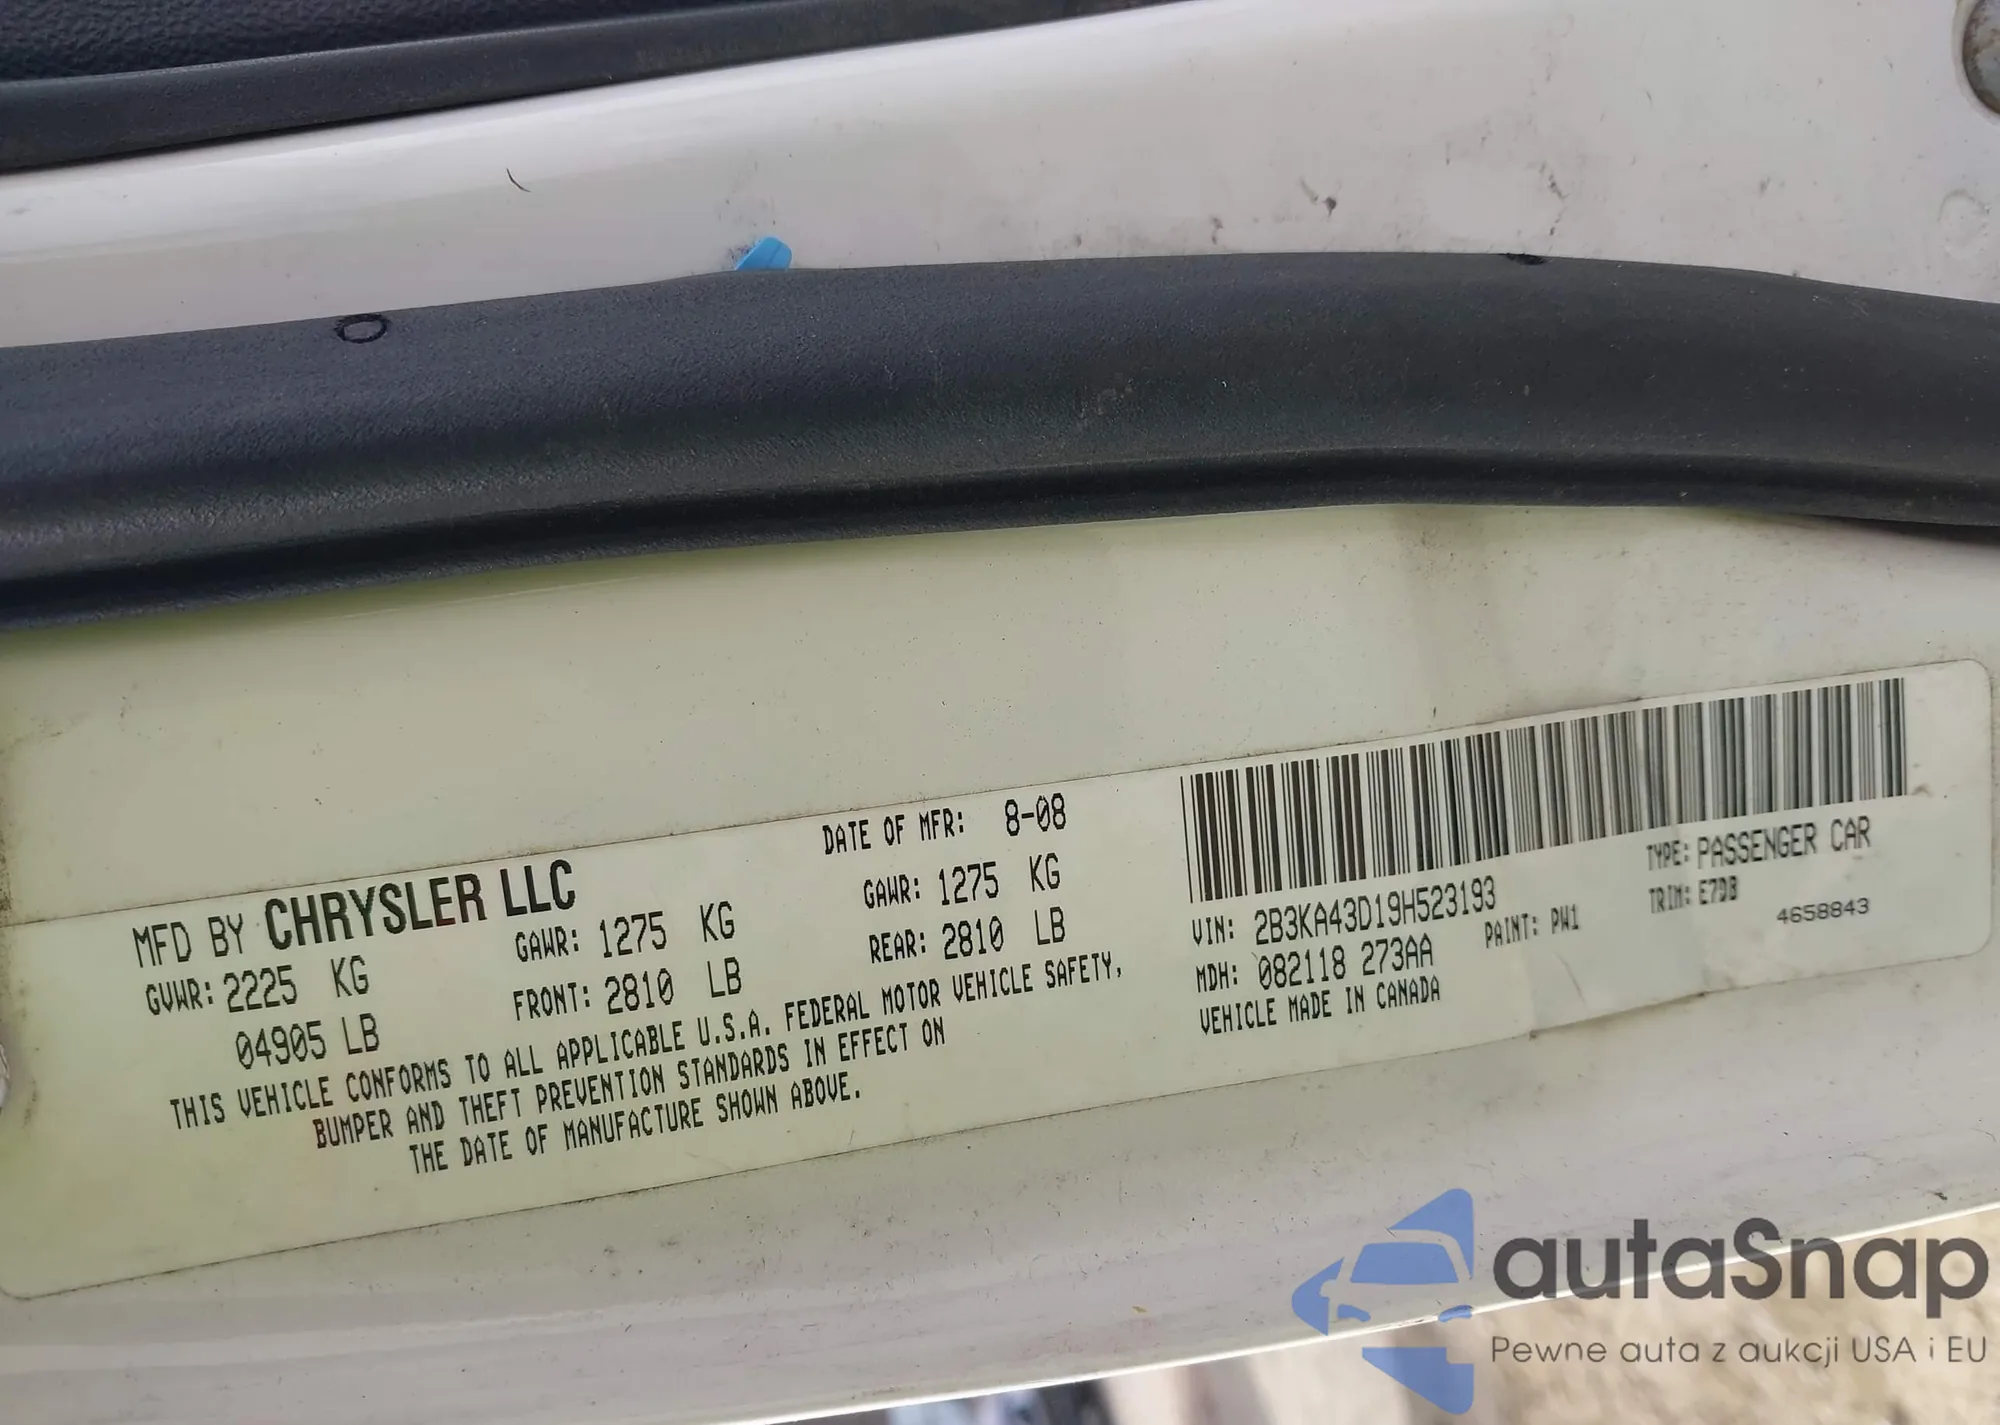 MFD BY CHRYSLER LLC
DATE OF MFR: 8-08
GVWR: 2225 KG
04905 LB
GAWR: 1275 KG
FRONT: 2810 LB
GAWR: 1275 KG
REAR: 2810 LB
THIS VEHICLE CONFORMS TO ALL APPLICABLE U.S.A. FEDERAL MOTOR VEHICLE SAFETY,
BUMPER AND THEFT PREVENTION STANDARDS IN EFFECT ON
THE DATE OF MANUFACTURE SHOWN ABOVE.
VIN: 2B3KA43D19H523193
TYPE: PASSENGER CAR
MDH: 082118 273AA
PAINT: PW1
TRIM: E7DB
VEHICLE MADE IN CANADA
4658843
autaSnap
Pewne auta z aukcji USA i EU